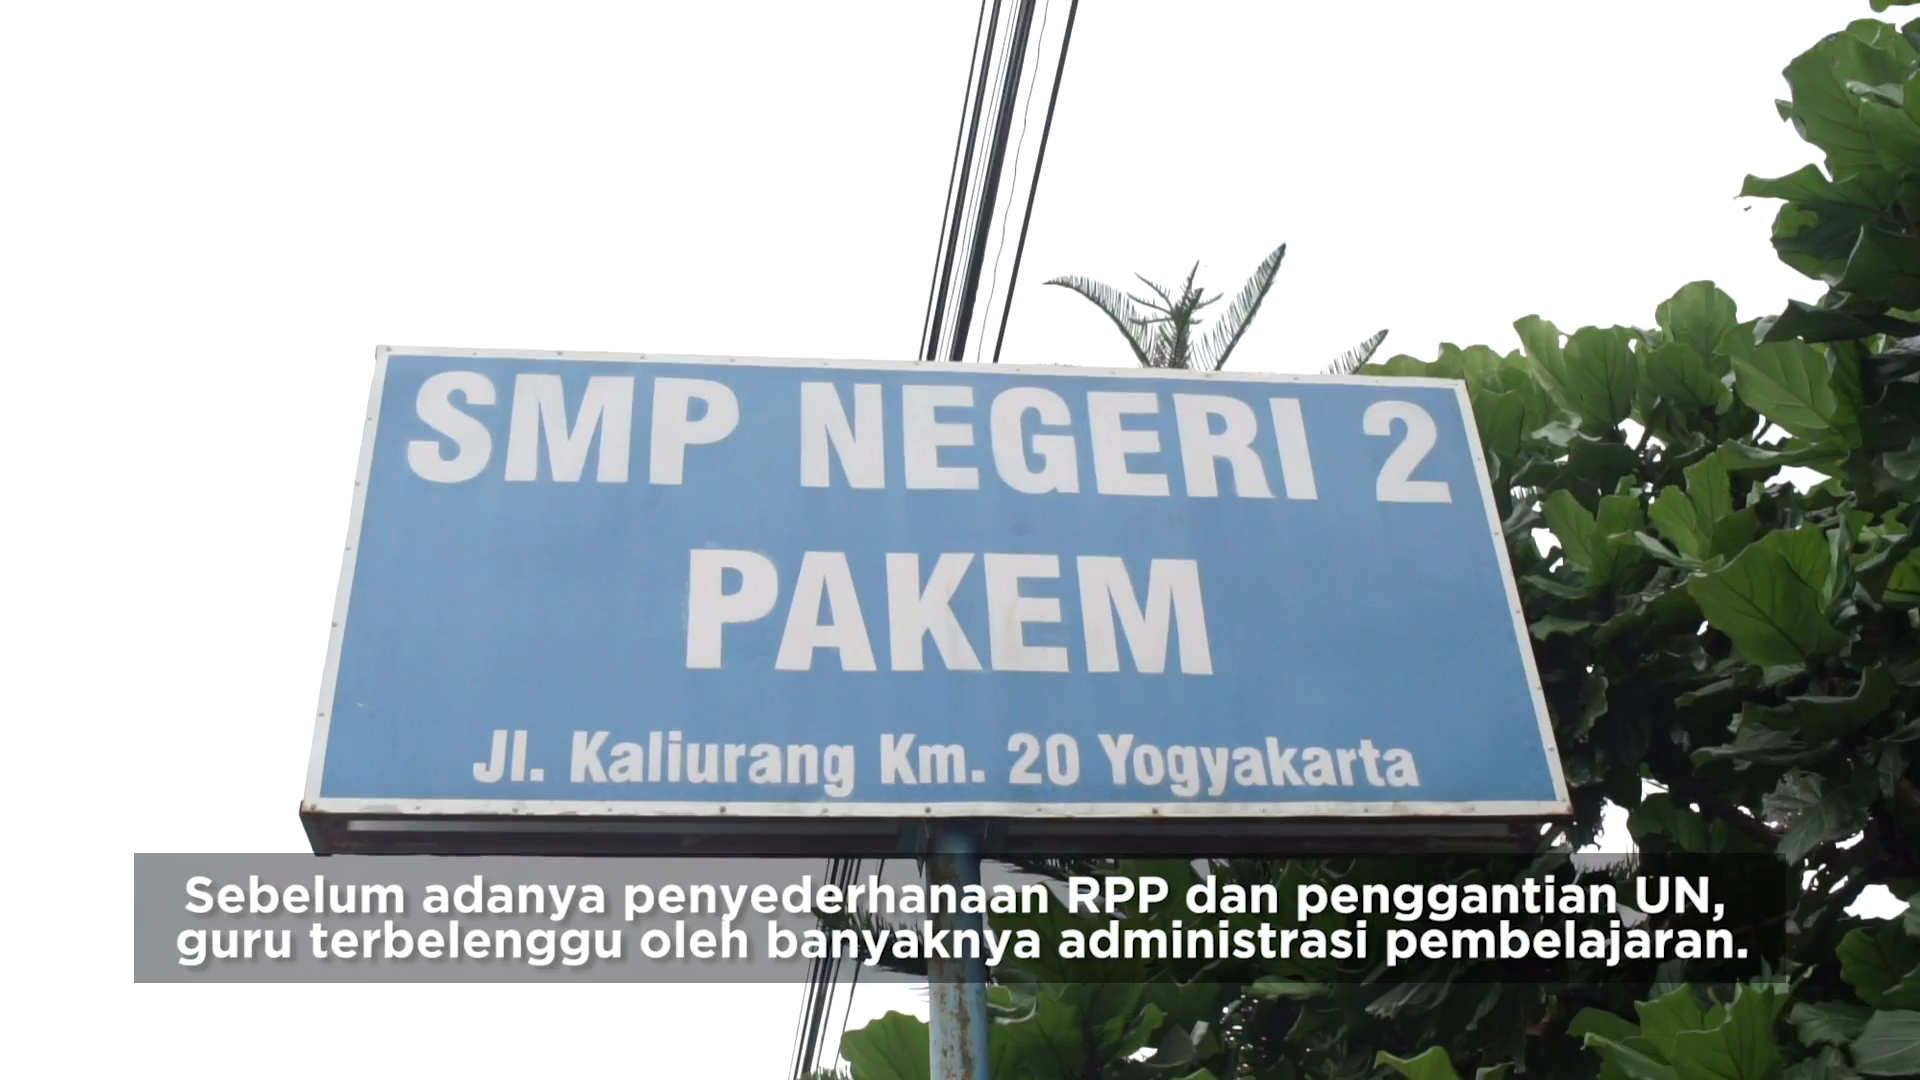 SMP NEGERI 2
PAKEM
Jl. Kaliurang Km. 20 Yogyakarta
Sebelum adanya penyederhanaan RPP dan penggantian UN,
guru terbelenggu oleh banyaknya administrasi pembelajaran.